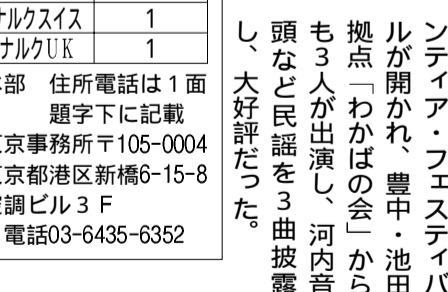 ナルクスイス 1
ナルクUK 1
部 住所電話は1面
題字下に記載
京事務所〒105-0004
京都港区新橋6-15-8
調ビル3F
電話03-6435-6352
ンティア・フェスティバ
ルが開かれ、豊中・池田
拠点「わかばの会」から
も3人が出演し、河内音
頭など民謡を3曲披露
し、大好評だった。